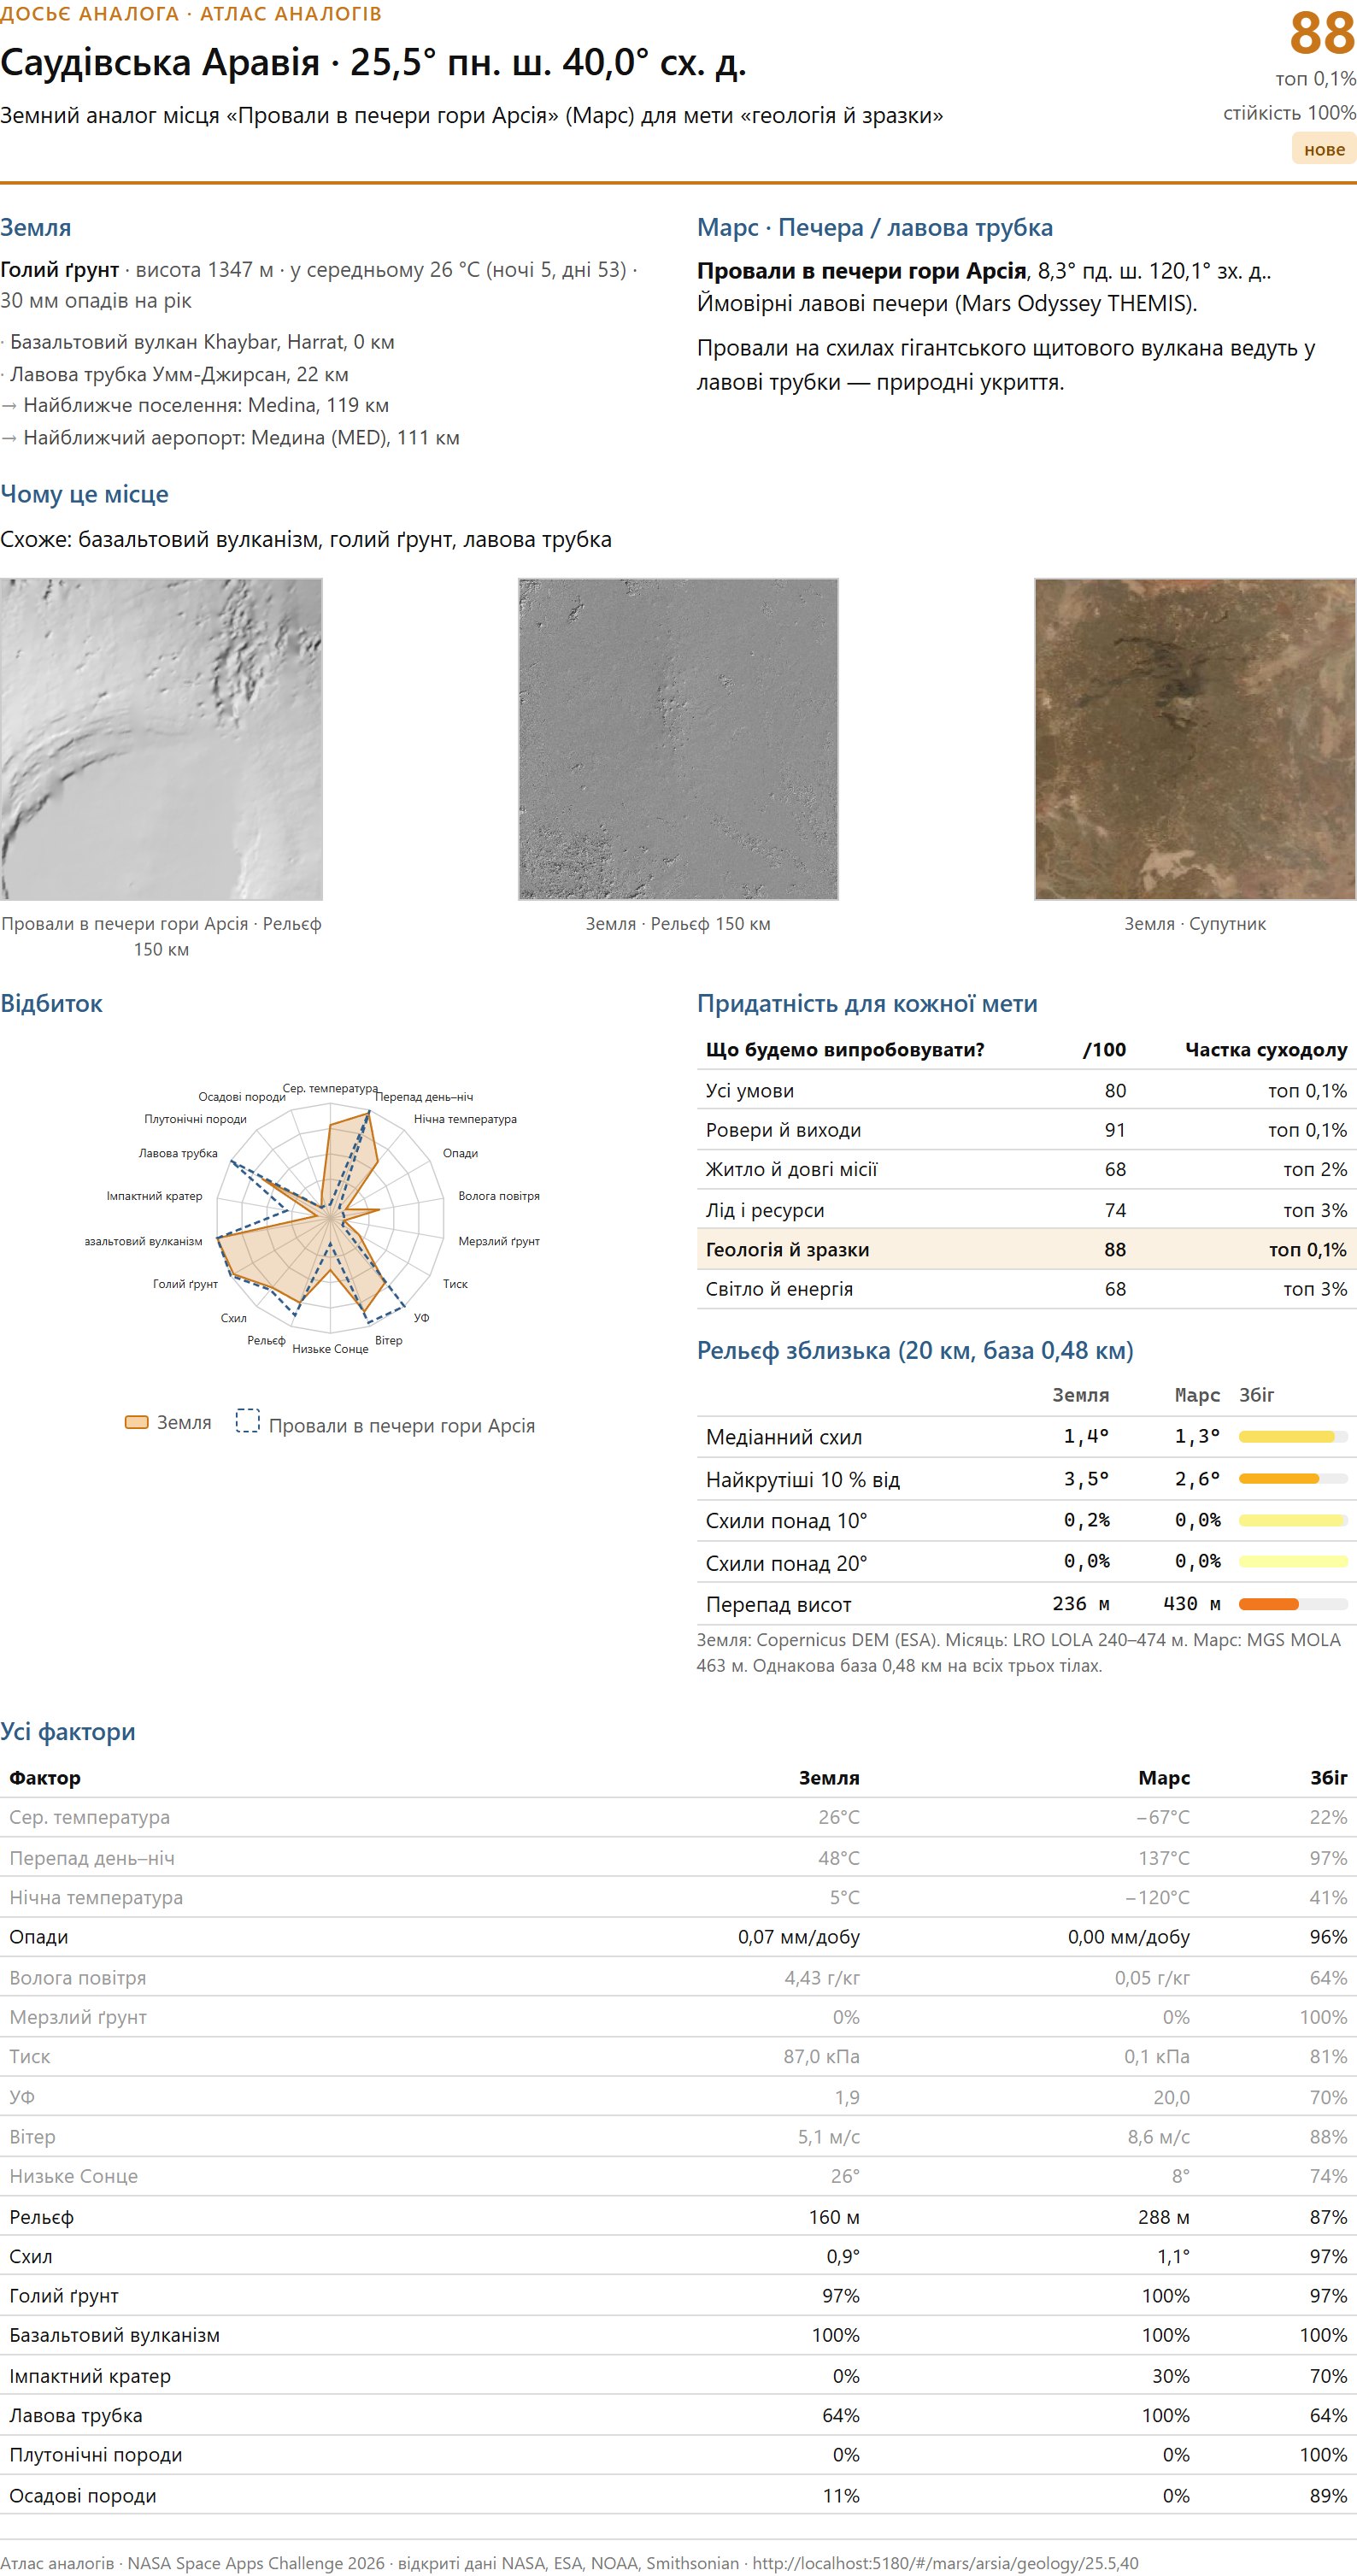 ДОСЬЄ АНАЛОГА · АТЛАС АНАЛОГІВ
Саудівська Аравія · 25,5° пн. ш. 40,0° сх. д.
Земний аналог місця «Провали в печери гори Арсія» (Марс) для мети «геологія й зразки»
88
топ 0,1%
стійкість 100%
нове
Земля
Голий ґрунт · висота 1347 м · у середньому 26 °C (ночі 5, дні 53) ·
30 мм опадів на рік
· Базальтовий вулкан Khaybar, Harrat, 0 км
· Лавова трубка Умм-Джирсан, 22 км
→ Найближче поселення: Medina, 119 км
→ Найближчий аеропорт: Медина (MED), 111 км
Марс · Печера / лавова трубка
Провали в печери гори Арсія, 8,3° пд. ш. 120,1° зх. д..
Ймовірні лавові печери (Mars Odyssey THEMIS).
Провали на схилах гігантського щитового вулкана ведуть у
лавові трубки — природні укриття.
Чому це місце
Схоже: базальтовий вулканізм, голий ґрунт, лавова трубка
Провали в печери гори Арсія · Рельєф
150 км
Земля · Рельєф 150 км
Земля · Супутник
Відбиток
Сер. температура
Перепад день–ніч
Нічна температура
Опади
Волога повітря
Мерзлий ґрунт
Тиск
УФ
Вітер
Низьке Сонце
Рельєф
Схил
Голий ґрунт
азальтовий вулканізм
Імпактний кратер
Лавова трубка
Плутонічні породи
Осадові породи
Земля
Провали в печери гори Арсія
Придатність для кожної мети
Що будемо випробовувати? /100 Частка суходолу
Усі умови 80 топ 0,1%
Ровери й виходи 91 топ 0,1%
Житло й довгі місії 68 топ 2%
Лід і ресурси 74 топ 3%
Геологія й зразки 88 топ 0,1%
Світло й енергія 68 топ 3%
Рельєф зблизька (20 км, база 0,48 км)
Земля Марс Збіг
Медіанний схил 1,4° 1,3°
Найкрутіші 10 % від 3,5° 2,6°
Схили понад 10° 0,2% 0,0%
Схили понад 20° 0,0% 0,0%
Перепад висот 236 м 430 м
Земля: Copernicus DEM (ESA). Місяць: LRO LOLA 240–474 м. Марс: MGS MOLA
463 м. Однакова база 0,48 км на всіх трьох тілах.
Усі фактори
Фактор Земля Марс Збіг
Сер. температура 26°C −67°C 22%
Перепад день–ніч 48°C 137°C 97%
Нічна температура 5°C −120°C 41%
Опади 0,07 мм/добу 0,00 мм/добу 96%
Волога повітря 4,43 г/кг 0,05 г/кг 64%
Мерзлий ґрунт 0% 0% 100%
Тиск 87,0 кПа 0,1 кПа 81%
УФ 1,9 20,0 70%
Вітер 5,1 м/с 8,6 м/с 88%
Низьке Сонце 26° 8° 74%
Рельєф 160 м 288 м 87%
Схил 0,9° 1,1° 97%
Голий ґрунт 97% 100% 97%
Базальтовий вулканізм 100% 100% 100%
Імпактний кратер 0% 30% 70%
Лавова трубка 64% 100% 64%
Плутонічні породи 0% 0% 100%
Осадові породи 11% 0% 89%
Атлас аналогів · NASA Space Apps Challenge 2026 · відкриті дані NASA, ESA, NOAA, Smithsonian · http://localhost:5180/#/mars/arsia/geology/25.5,40